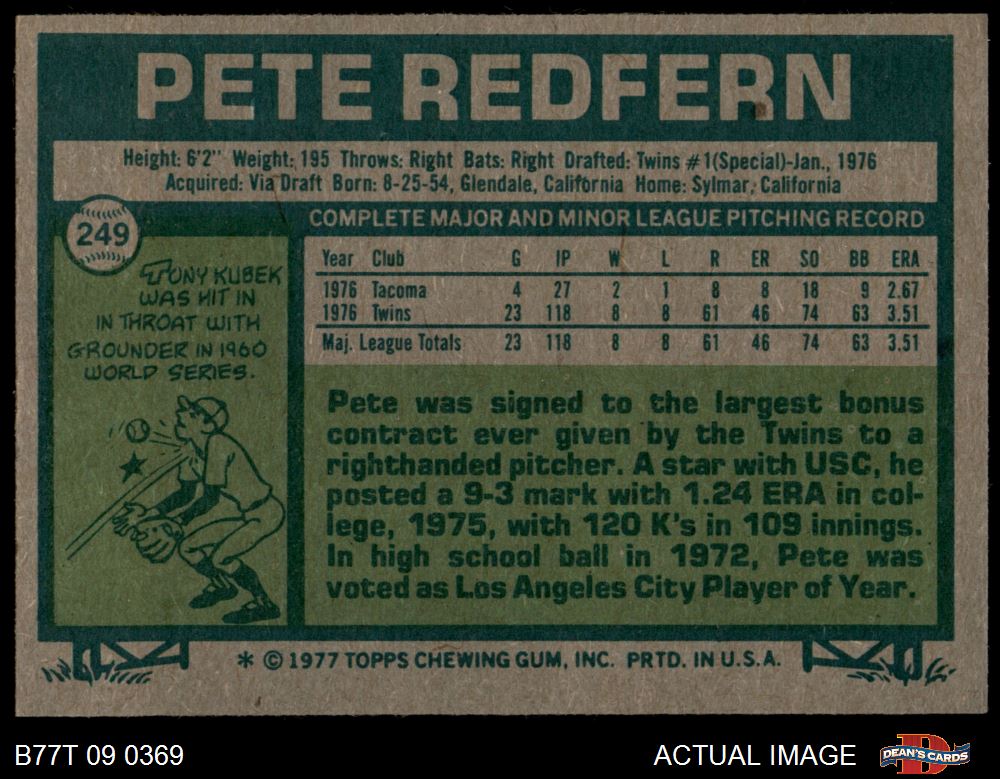 PETE REDFERN
Height: 6'2" Weight: 195 Throws: Right Bats: Right Drafted: Twins #1(Special)-Jan., 1976
Acquired: Via Draft Born: 8-25-54, Glendale, California Home: Sylmar, California
249
TONY KUBEK
WAS HIT IN
IN THROAT WITH
GROUNDER IN 1960
WORLD SERIES.
COMPLETE MAJOR AND MINOR LEAGUE PITCHING RECORD
Year Club G IP W L R ER SO BB ERA
1976 Tacoma 4 27 2 1 8 8 18 9 2.67
1976 Twins 23 118 8 8 61 46 74 63 3.51
Maj. League Totals 23 118 8 8 61 46 74 63 3.51
Pete was signed to the largest bonus
contract ever given by the Twins to a
righthanded pitcher. A star with USC, he
posted a 9-3 mark with 1.24 ERA in col-
lege, 1975, with 120 K's in 109 innings.
In high school ball in 1972, Pete was
voted as Los Angeles City Player of Year.
* © 1977 TOPPS CHEWING GUM, INC. PRTD. IN U.S.A.
B77T 09 0369
ACTUAL IMAGE
DEAN'S CARDS